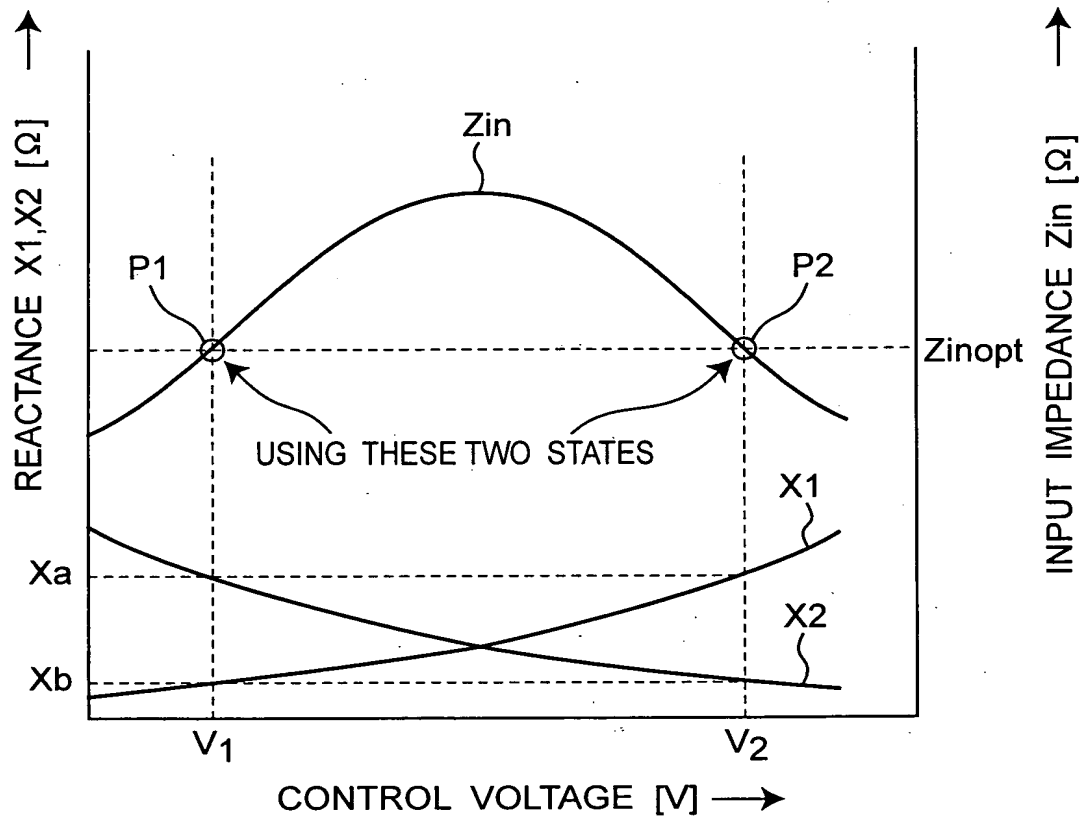 REACTANCE X1,X2 [Ω]
INPUT IMPEDANCE Zin [Ω]
Zin
P1
P2
Zinopt
USING THESE TWO STATES
X1
Xa
X2
Xb
V1
V2
CONTROL VOLTAGE [V]